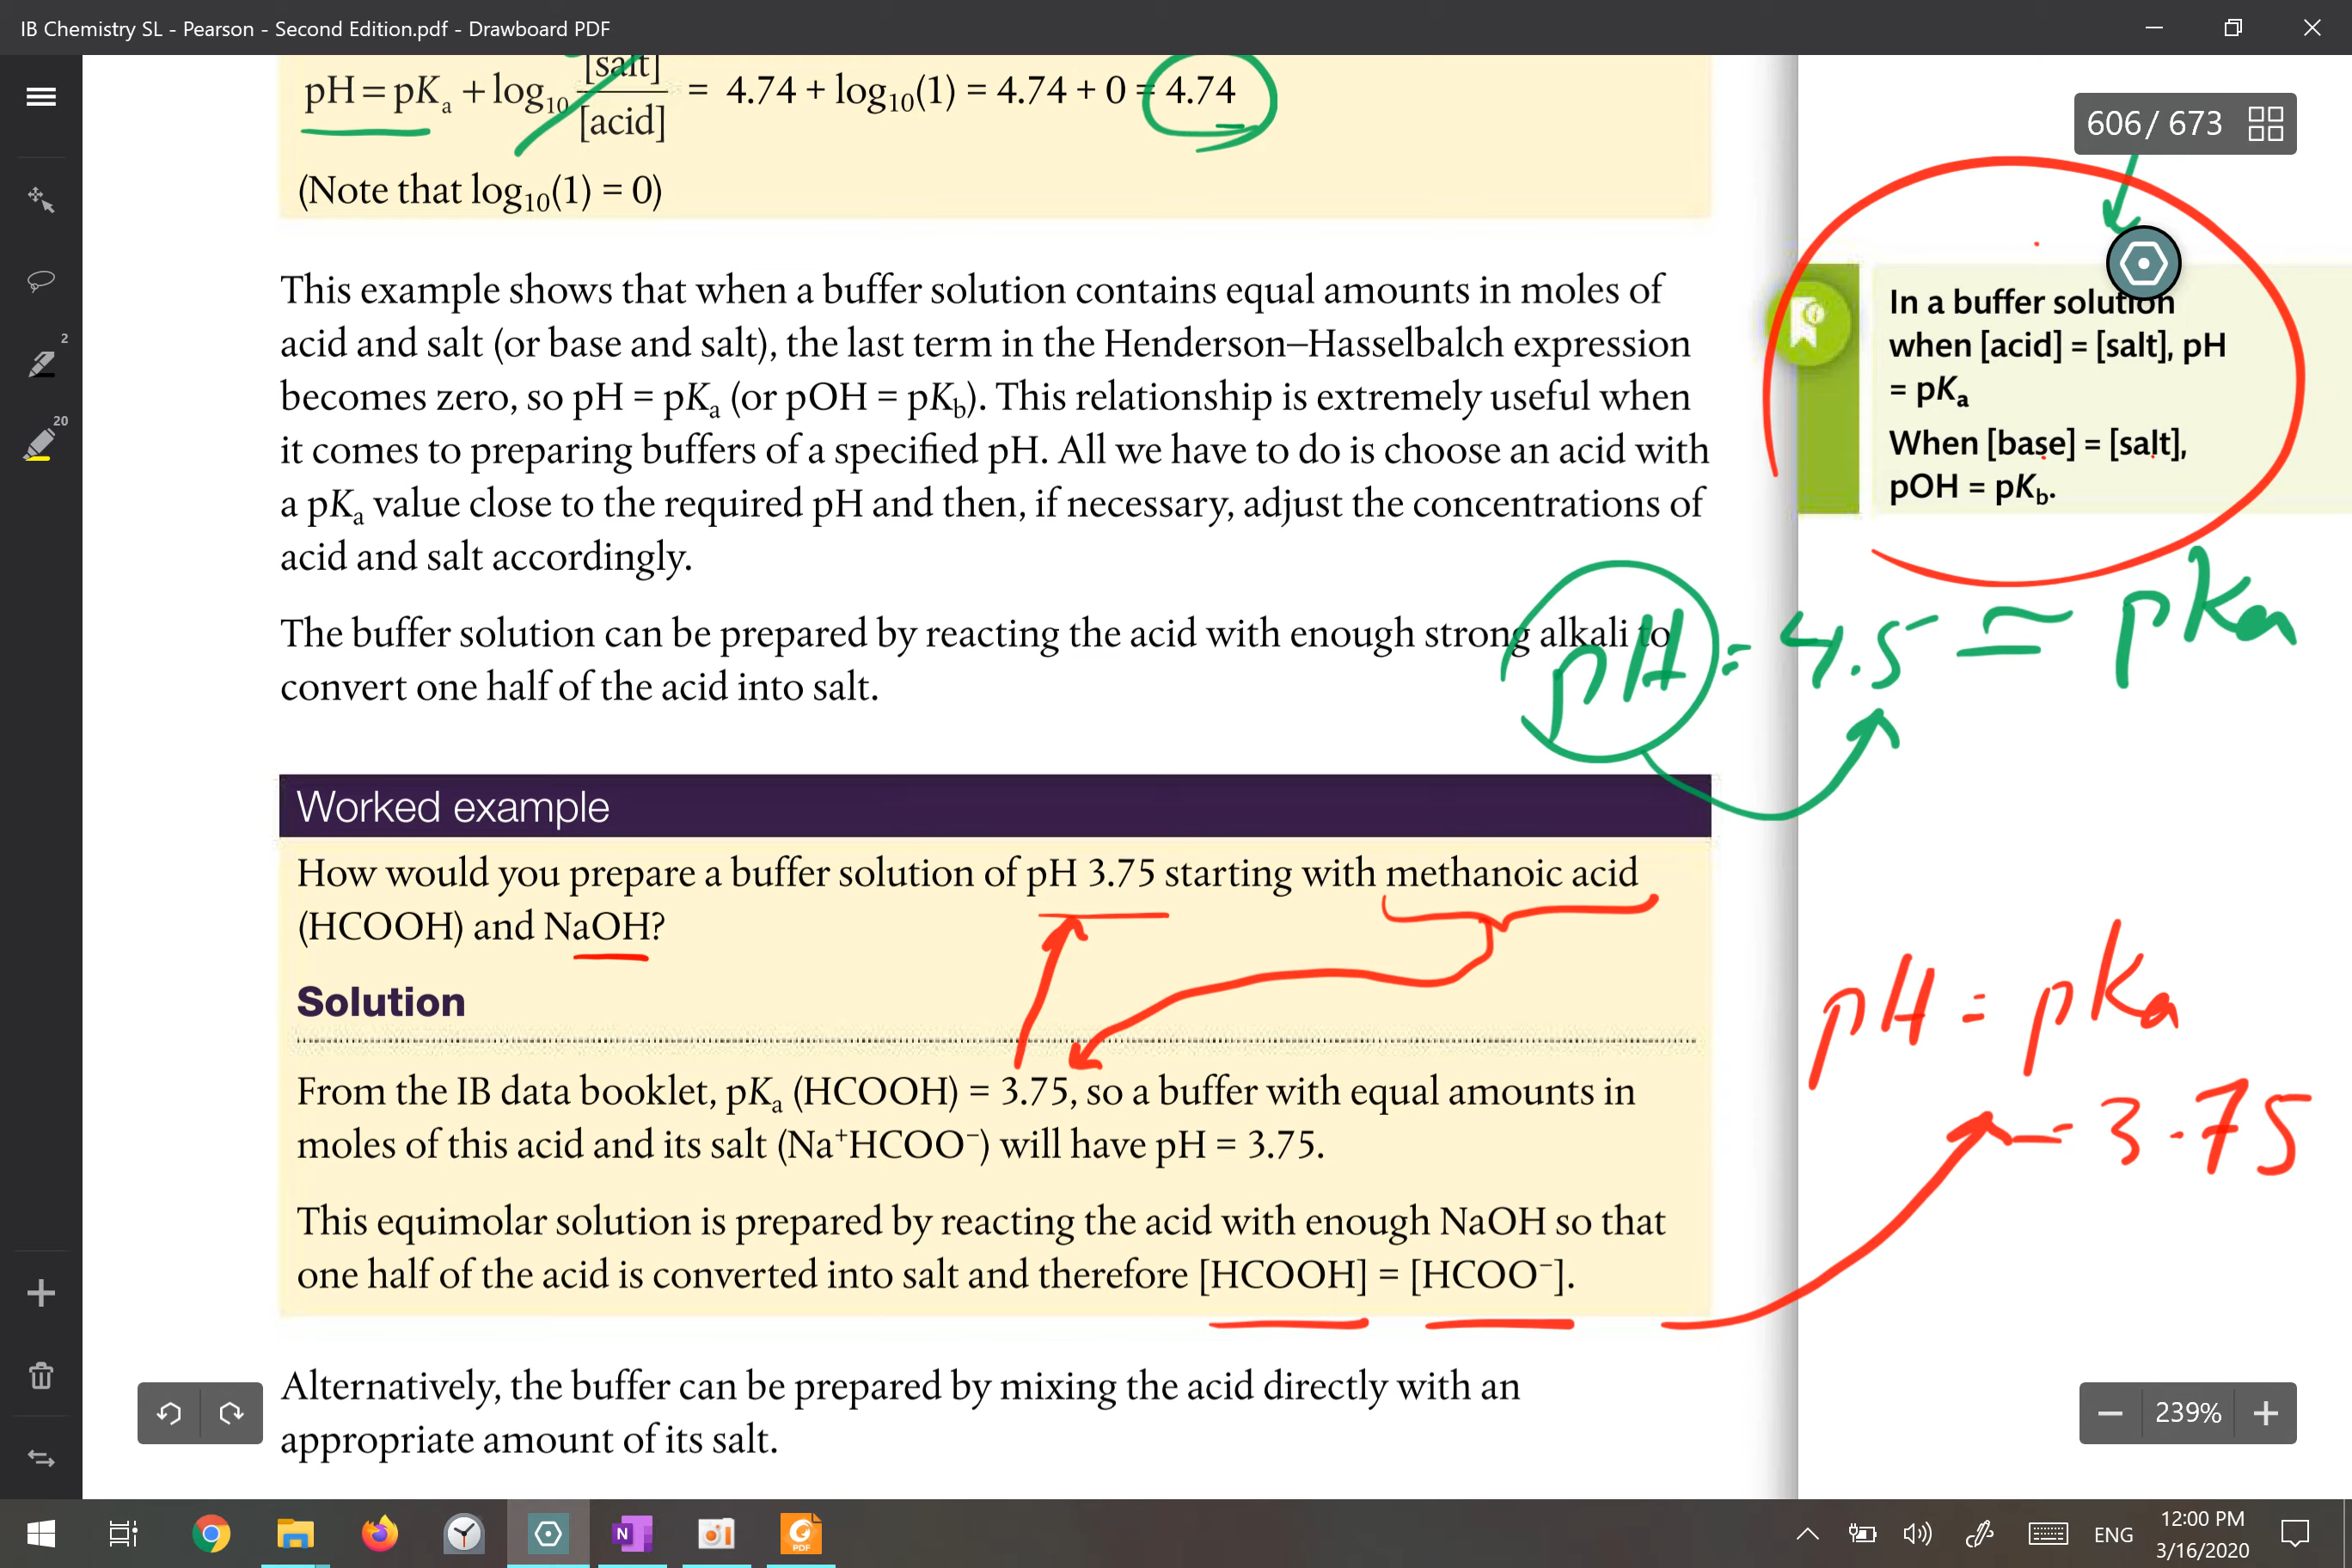 IB Chemistry SL - Pearson - Second Edition.pdf - Drawboard PDF
pH = pKₐ + log₁₀ [salt]/[acid] = 4.74 + log₁₀(1) = 4.74 + 0 = 4.74
(Note that log₁₀(1) = 0)
606 / 673
This example shows that when a buffer solution contains equal amounts in moles of
acid and salt (or base and salt), the last term in the Henderson–Hasselbalch expression
becomes zero, so pH = pKₐ (or pOH = pK_b). This relationship is extremely useful when
it comes to preparing buffers of a specified pH. All we have to do is choose an acid with
a pKₐ value close to the required pH and then, if necessary, adjust the concentrations of
acid and salt accordingly.
The buffer solution can be prepared by reacting the acid with enough strong alkali to
convert one half of the acid into salt.
In a buffer solution
when [acid] = [salt], pH
= pKₐ
When [base] = [salt],
pOH = pK_b.
pH = 4.5 ≅ pKa
Worked example
How would you prepare a buffer solution of pH 3.75 starting with methanoic acid
(HCOOH) and NaOH?
Solution
From the IB data booklet, pKₐ (HCOOH) = 3.75, so a buffer with equal amounts in
moles of this acid and its salt (Na⁺HCOO⁻) will have pH = 3.75.
This equimolar solution is prepared by reacting the acid with enough NaOH so that
one half of the acid is converted into salt and therefore [HCOOH] = [HCOO⁻].
pH = pKa
= 3.75
Alternatively, the buffer can be prepared by mixing the acid directly with an
appropriate amount of its salt.
2
20
239%
N
PDF
ENG
12:00 PM
3/16/2020